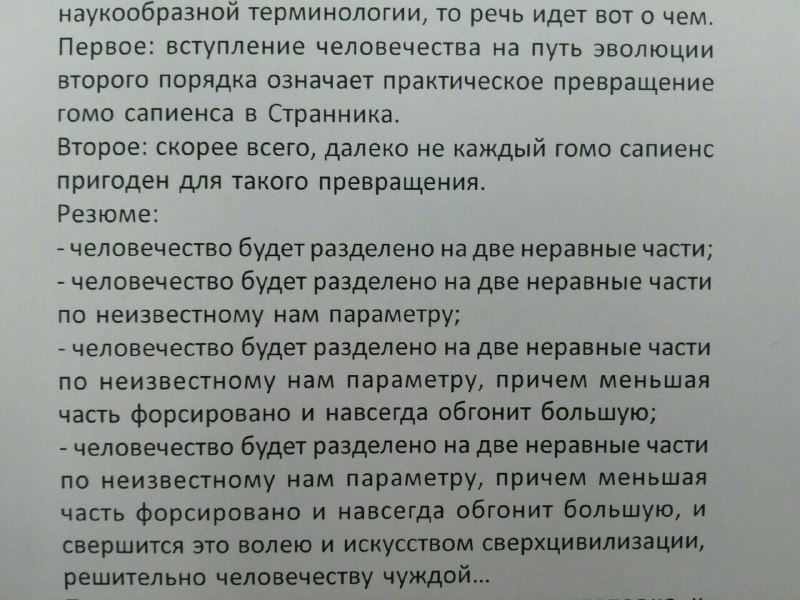 наукообразной терминологии, то речь идет вот о чем.
Первое: вступление человечества на путь эволюции
второго порядка означает практическое превращение
гомо сапиенса в Странника.
Второе: скорее всего, далеко не каждый гомо сапиенс
пригоден для такого превращения.
Резюме:
- человечество будет разделено на две неравные части;
- человечество будет разделено на две неравные части
по неизвестному нам параметру;
- человечество будет разделено на две неравные части
по неизвестному нам параметру, причем меньшая
часть форсировано и навсегда обгонит большую;
- человечество будет разделено на две неравные части
по неизвестному нам параметру, причем меньшая
часть форсировано и навсегда обгонит большую, и
свершится это волею и искусством сверхцивилизации,
решительно человечеству чуждой...